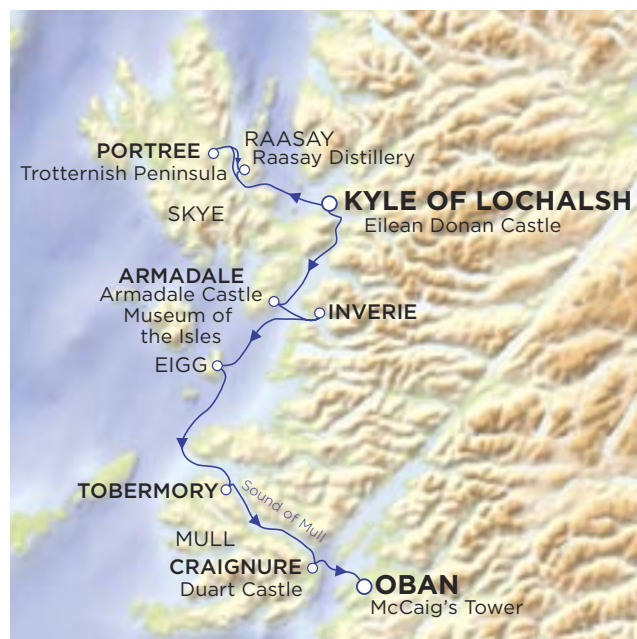 RAASAY
PORTREE
Raasay Distillery
Trotternish Peninsula
KYLE OF LOCHALSH
SKYE
Eilean Donan Castle
ARMADALE
Armadale Castle
Museum of
the Isles
INVERIE
EIGG
TOBERMORY
Sound of Mull
MULL
CRAIGNURE
Duart Castle
OBAN
McCaig's Tower